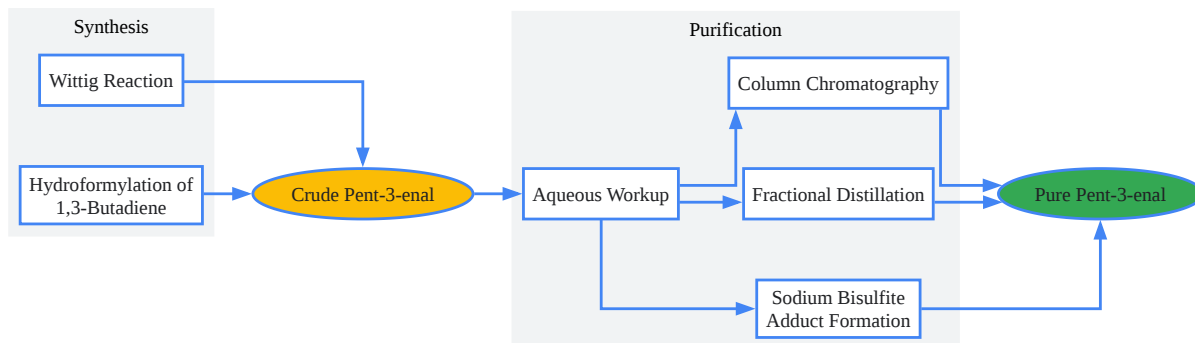 Synthesis
Wittig Reaction
Hydroformylation of
1,3-Butadiene
Crude Pent-3-enal
Purification
Aqueous Workup
Column Chromatography
Fractional Distillation
Sodium Bisulfite
Adduct Formation
Pure Pent-3-enal